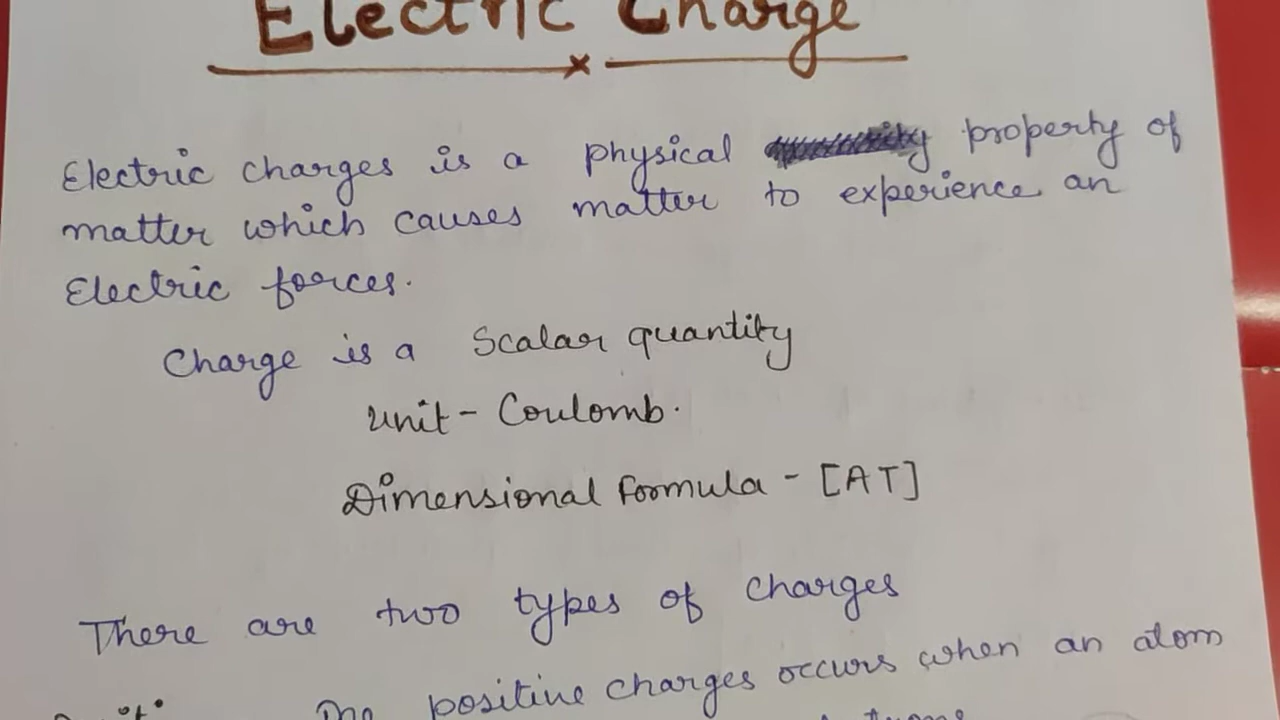 Electric Charge
Electric charges is a physical property of
matter which causes matter to experience an
Electric forces.
Charge is a Scalar quantity
unit - Coulomb.
Dimensional formula - [AT]
There are two types of charges
The positive charges occurs when an atom